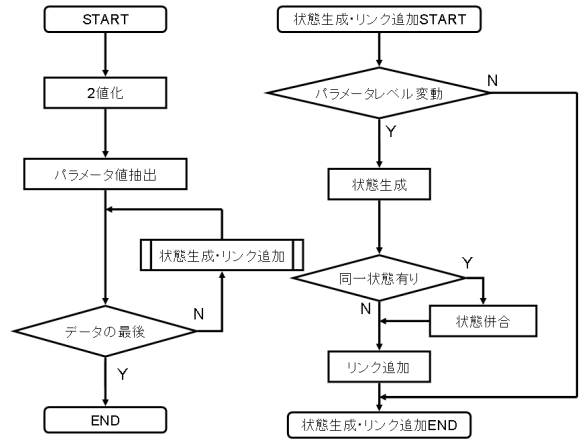 START
2値化
パラメータ値抽出
状態生成・リンク追加
データの最後
N
Y
END
状態生成・リンク追加START
パラメータレベル変動
N
Y
状態生成
同一状態有り
Y
N
状態併合
リンク追加
状態生成・リンク追加END